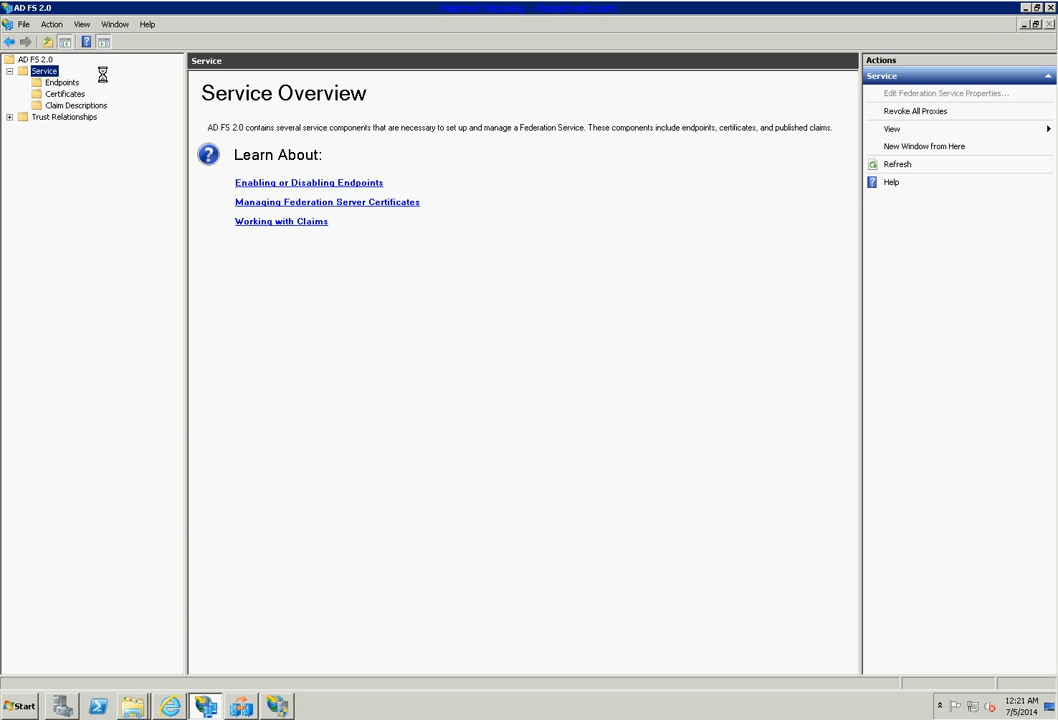 AD FS 2.0
File Action View Window Help
AD FS 2.0
Service
Endpoints
Certificates
Claim Descriptions
Trust Relationships
Service
Service Overview
AD FS 2.0 contains several service components that are necessary to set up and manage a Federation Service. These components include endpoints, certificates, and published claims.
Learn About:
Enabling or Disabling Endpoints
Managing Federation Server Certificates
Working with Claims
Actions
Service
Edit Federation Service Properties...
Revoke All Proxies
View
New Window from Here
Refresh
Help
Start
12:21 AM
7/5/2014